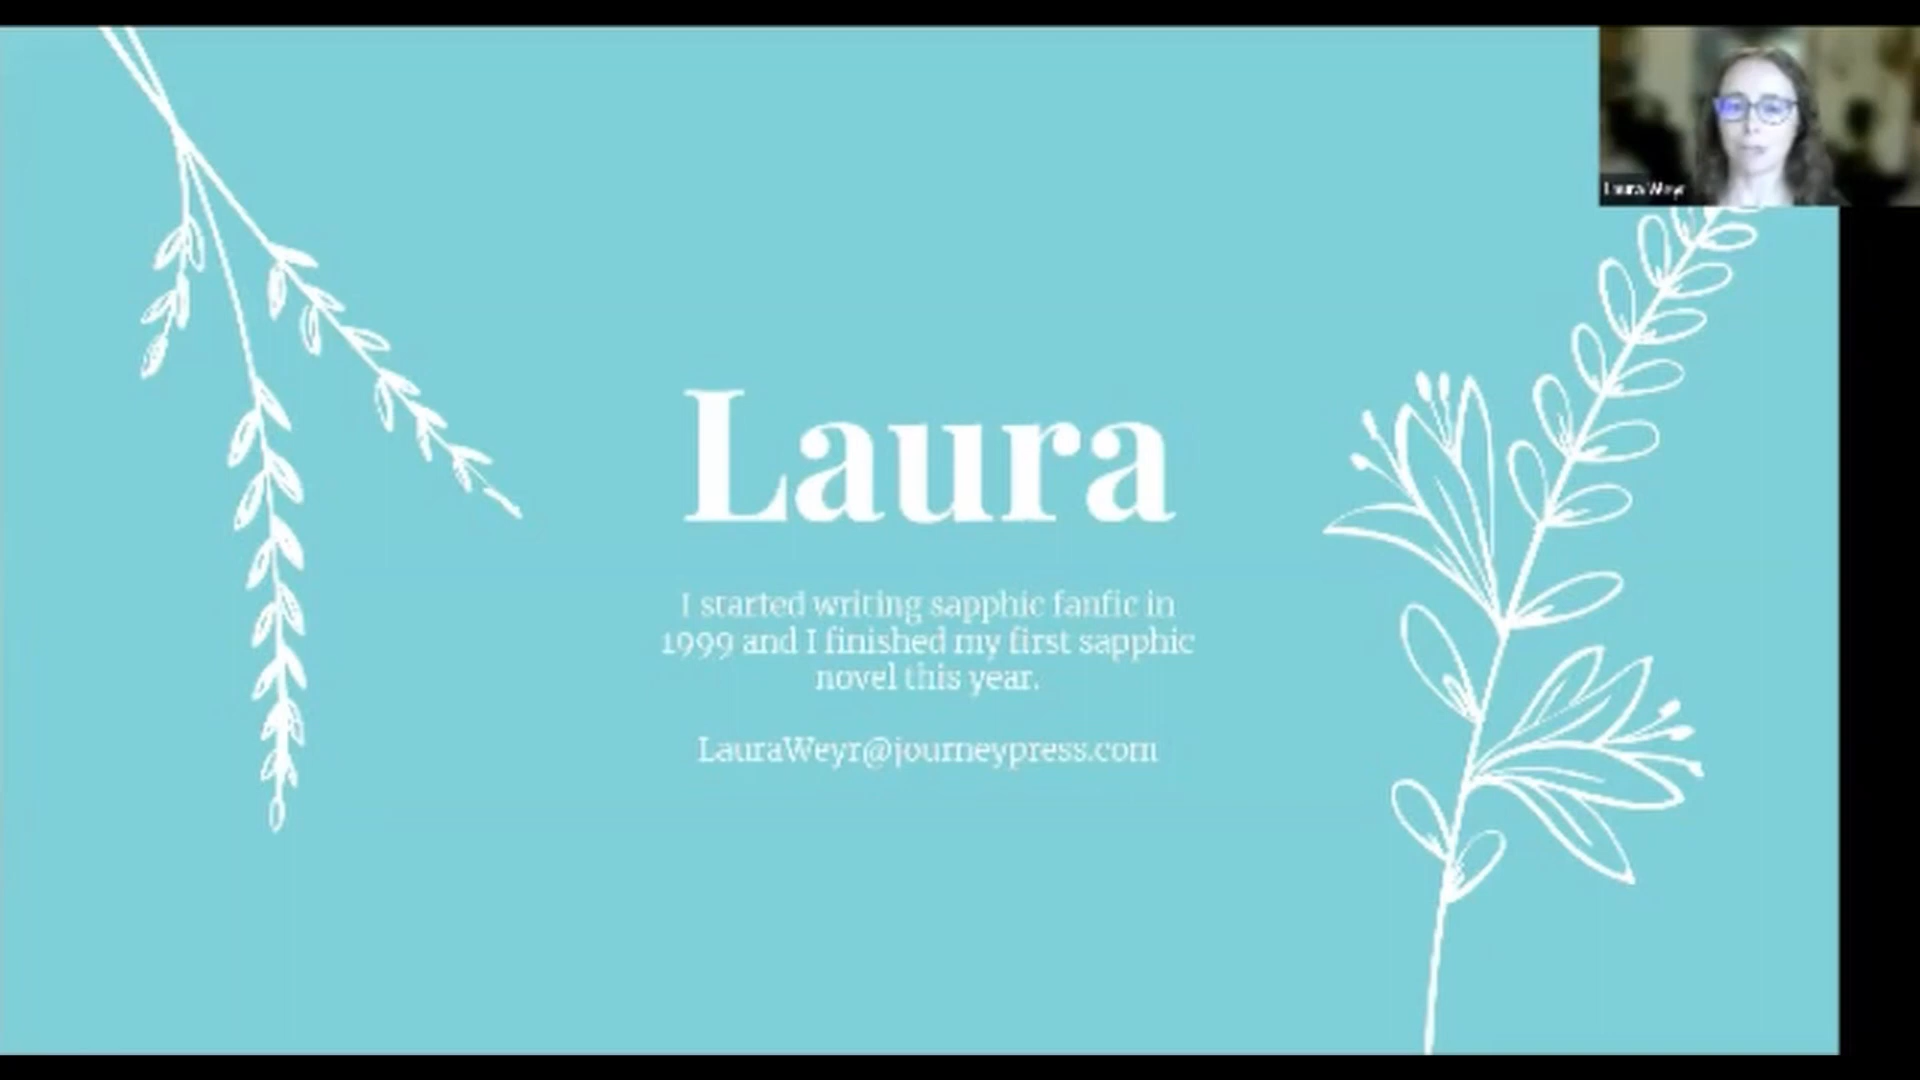 Laura Weyr
Laura
I started writing sapphic fanfic in
1999 and I finished my first sapphic
novel this year.
LauraWeyr@journeypress.com